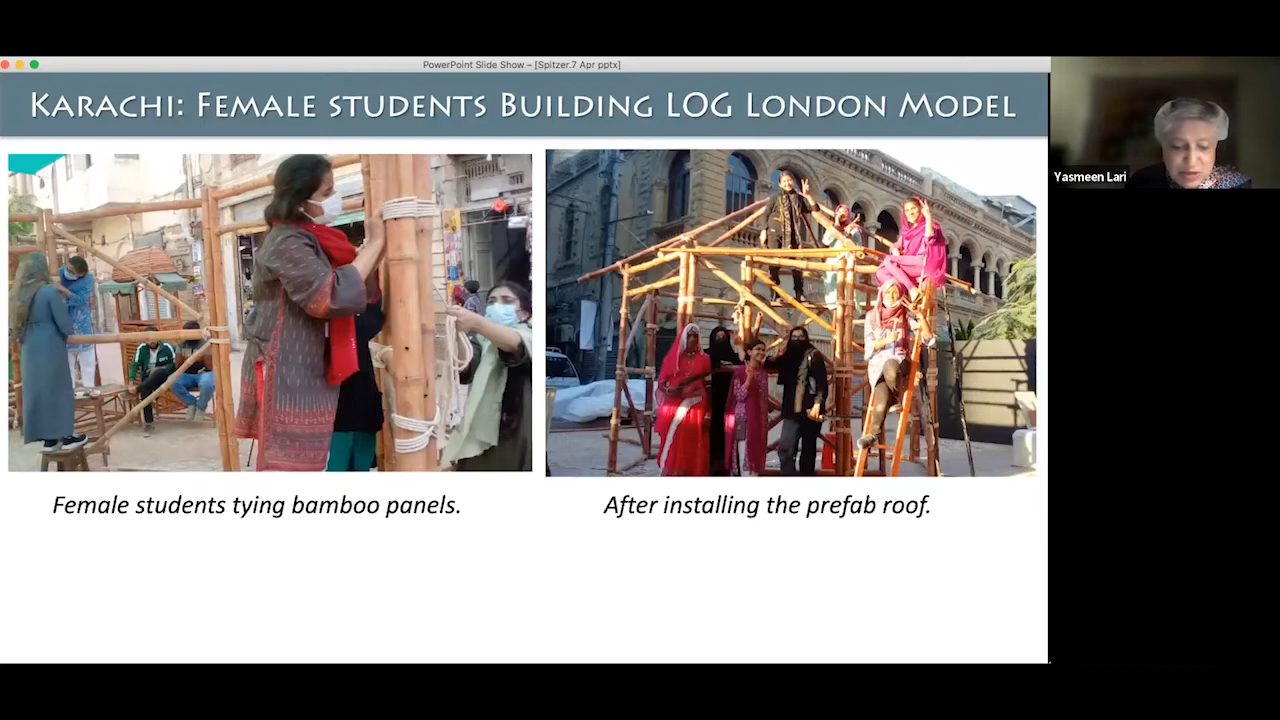 PowerPoint Slide Show – [Spitzer.7 Apr pptx]
KARACHI: FEMALE STUDENTS BUILDING LOG LONDON MODEL
Yasmeen Lari
Female students tying bamboo panels.
After installing the prefab roof.